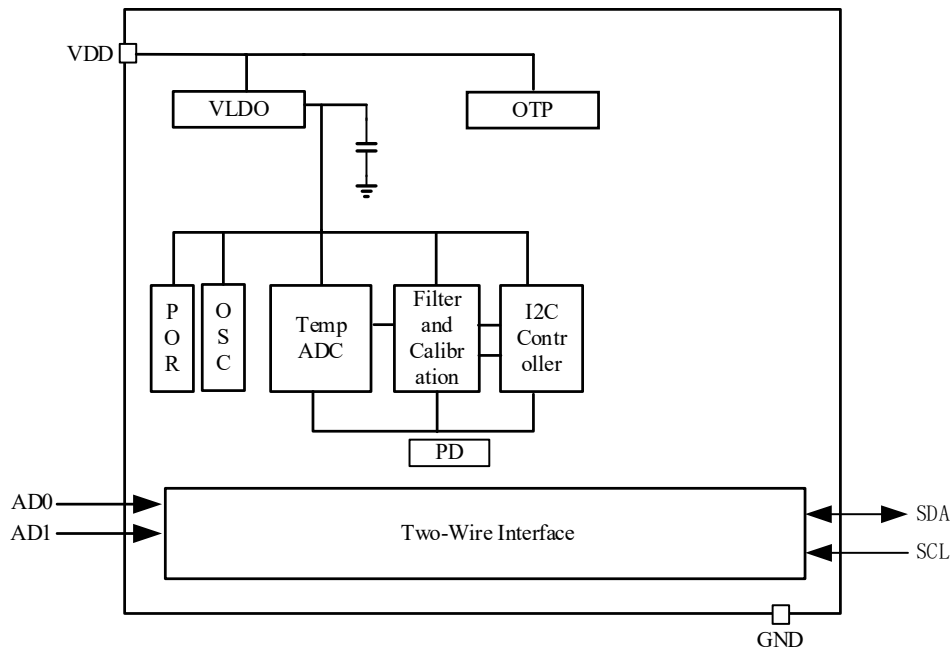 VDD
VLDO
OTP
P
O
R
O
S
C
Temp
ADC
Filter
and
Calibr
ation
I2C
Contr
oller
PD
AD0
AD1
Two-Wire Interface
SDA
SCL
GND